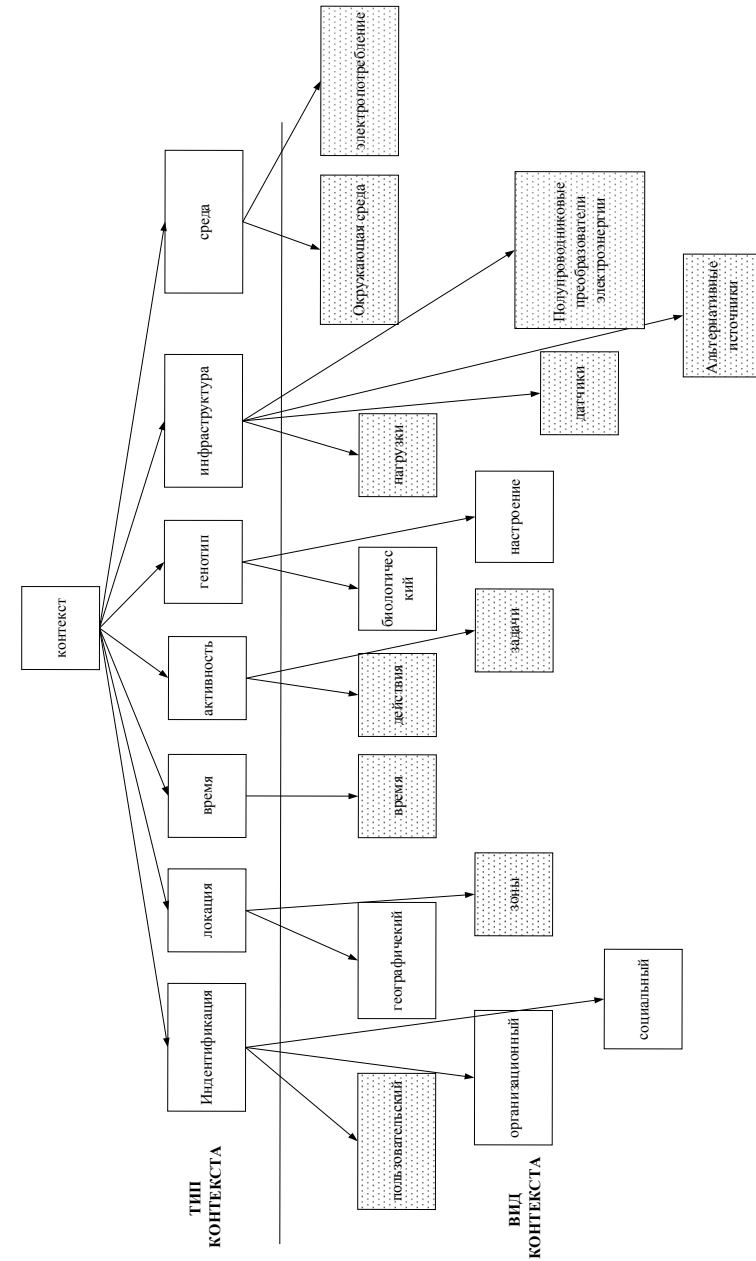 контекст
ТИП
КОНТЕКСТА
Индентификация
локация
время
активность
генотип
инфраструктура
среда
ВИД
КОНТЕКСТА
пользовательский
организационный
социальный
географичекий
зоны
время
действия
задачи
биологичес
кий
настроение
нагрузки
датчики
Альтернативные
источники
Полупроводниковые
преобразователи
электроэнергии
Окружающая среда
электропотребление